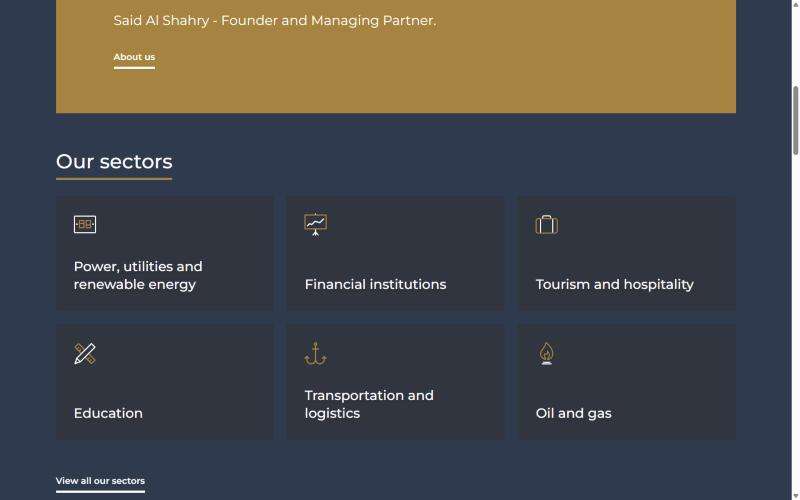 Said Al Shahry - Founder and Managing Partner.
About us
Our sectors
Power, utilities and
renewable energy
Financial institutions
Tourism and hospitality
Education
Transportation and
logistics
Oil and gas
View all our sectors